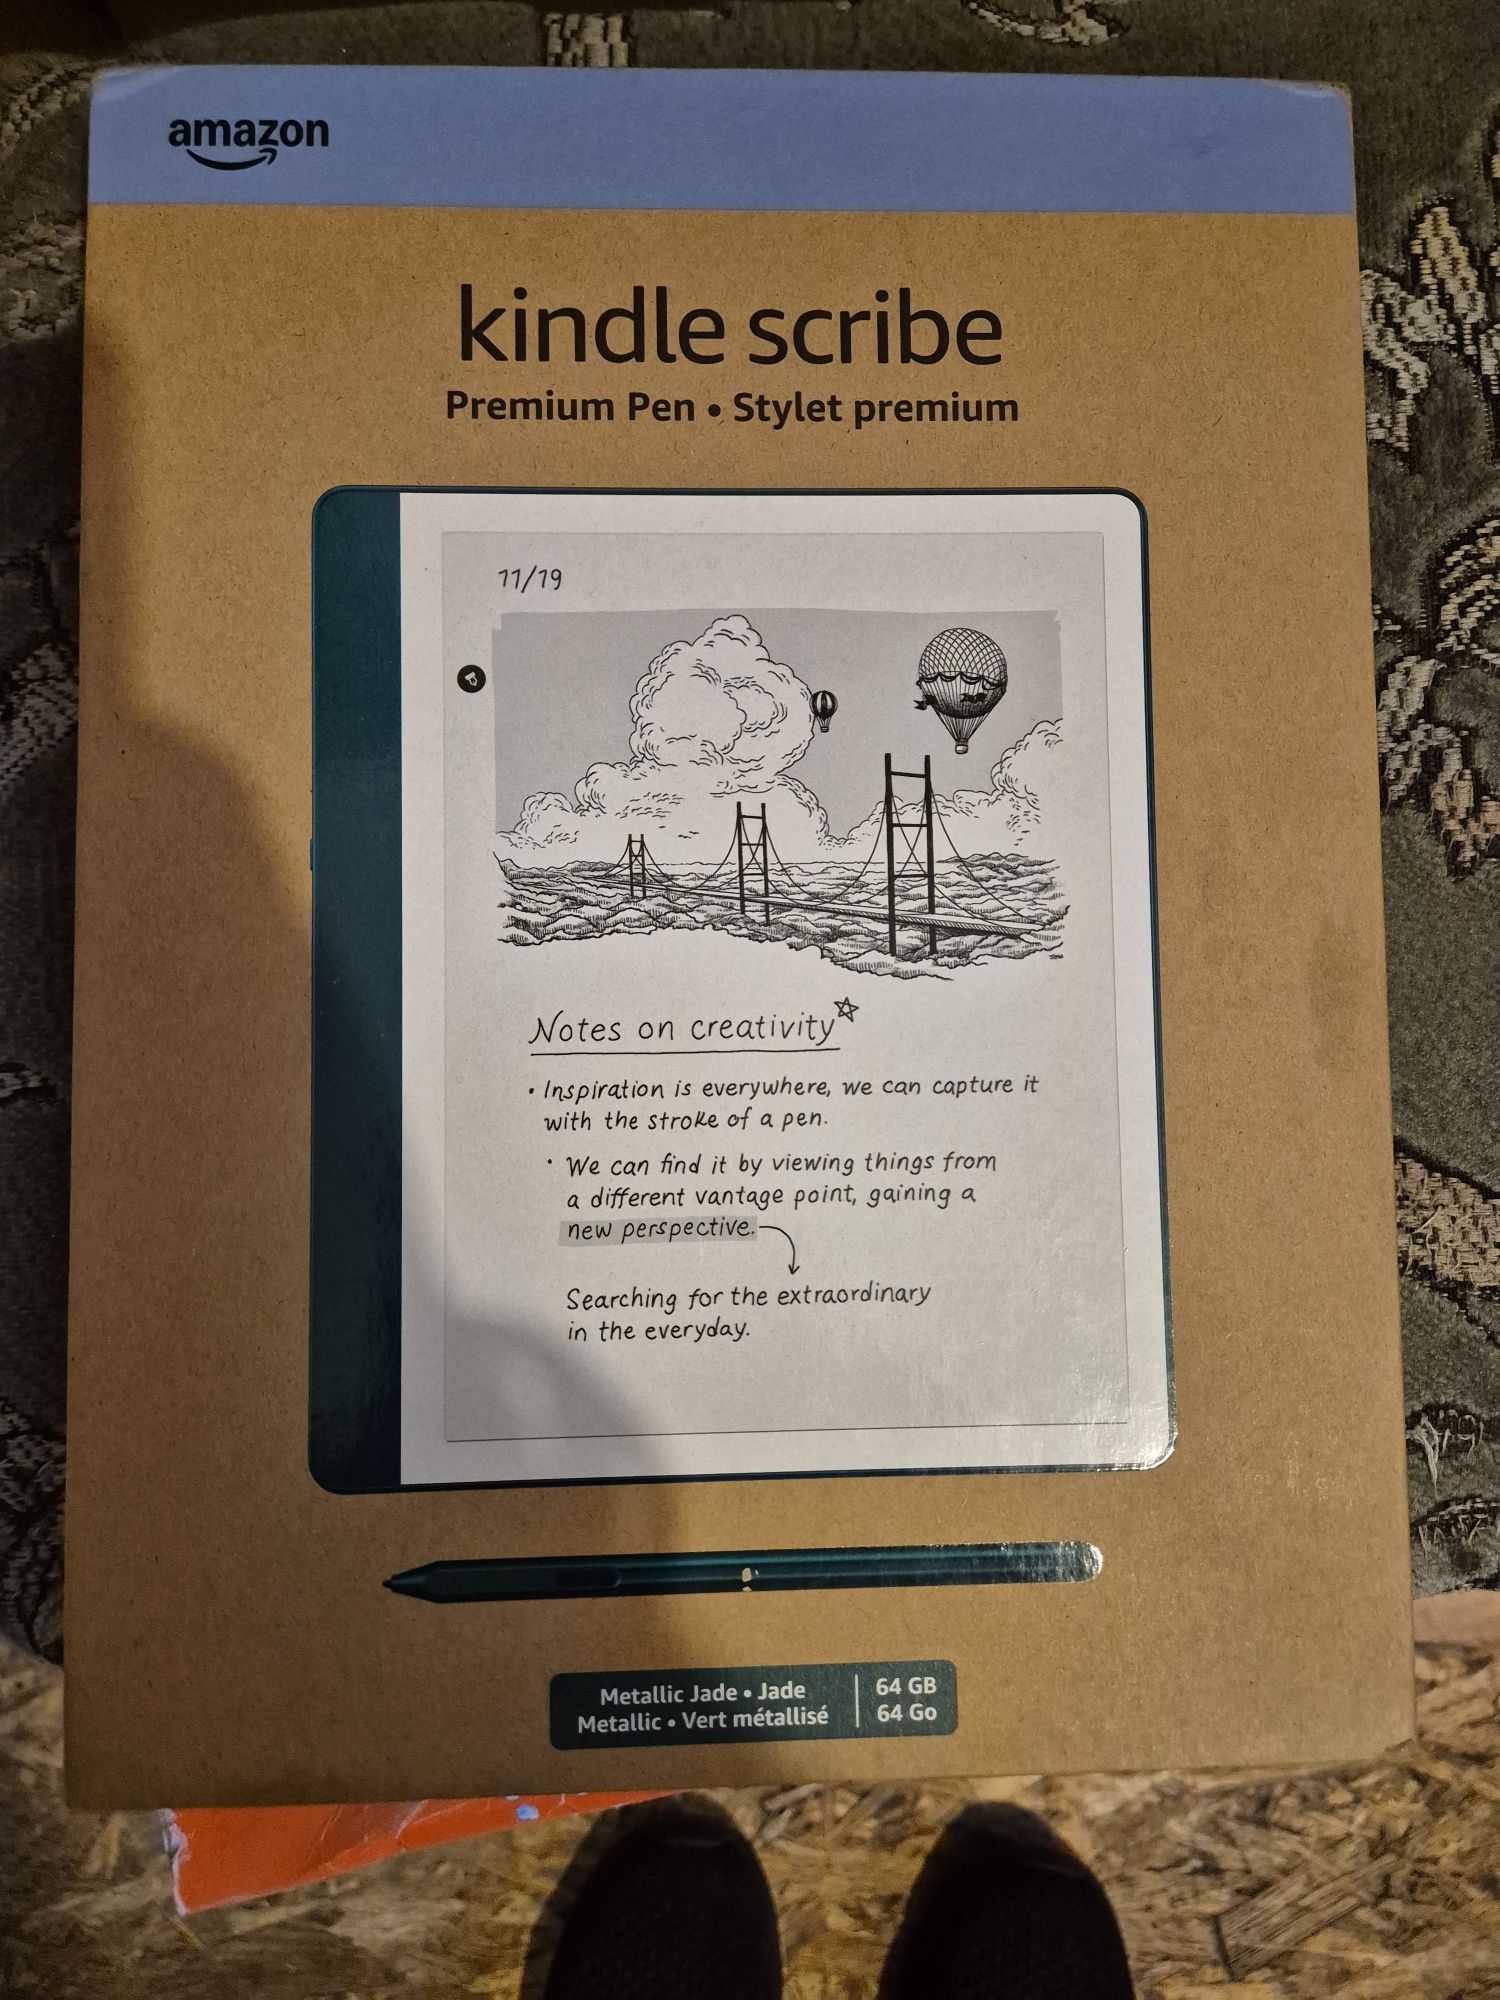 amazon
kindle scribe
Premium Pen • Stylet premium
11/19
Notes on creativity
• Inspiration is everywhere, we can capture it
with the stroke of a pen.
• We can find it by viewing things from
a different vantage point, gaining a
new perspective.
Searching for the extraordinary
in the everyday.
Metallic Jade • Jade
Metallic • Vert métallisé
64 GB
64 Go